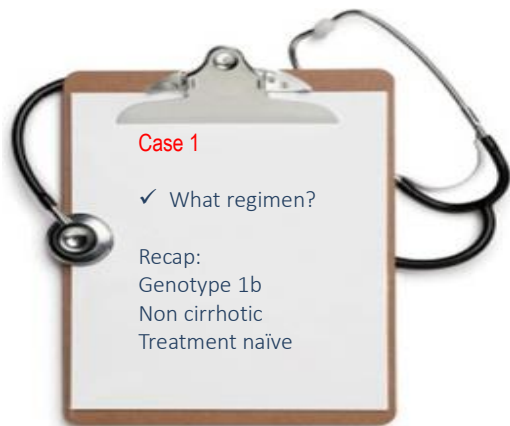 Case 1
✓ What regimen?
Recap:
Genotype 1b
Non cirrhotic
Treatment naïve